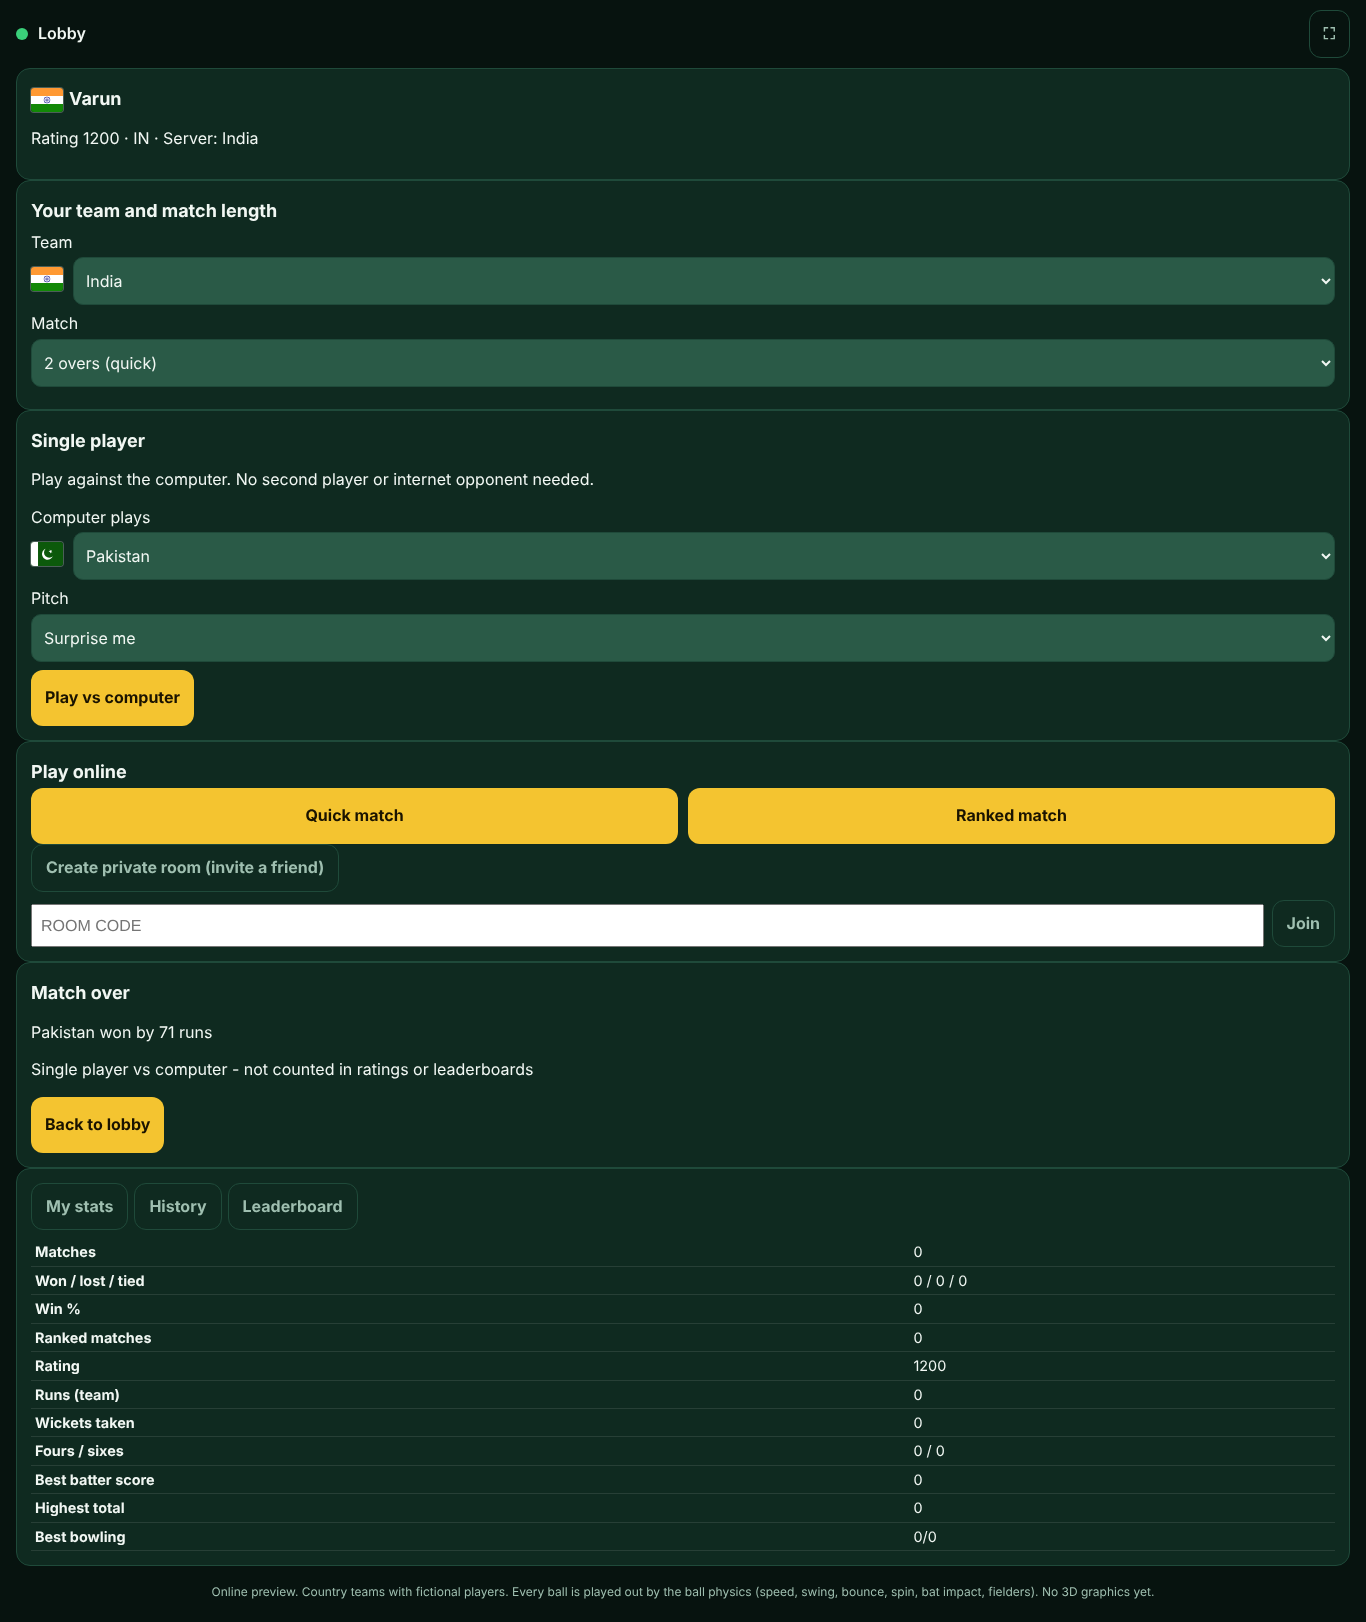 Lobby
Varun
Rating 1200 · IN · Server: India
Your team and match length
Team
India
Match
2 overs (quick)
Single player
Play against the computer. No second player or internet opponent needed.
Computer plays
Pakistan
Pitch
Surprise me
Play vs computer
Play online
Quick match Ranked match
Create private room (invite a friend)
ROOM CODE Join
Match over
Pakistan won by 71 runs
Single player vs computer - not counted in ratings or leaderboards
Back to lobby
My stats History Leaderboard
Matches 0
Won / lost / tied 0 / 0 / 0
Win % 0
Ranked matches 0
Rating 1200
Runs (team) 0
Wickets taken 0
Fours / sixes 0 / 0
Best batter score 0
Highest total 0
Best bowling 0/0
Online preview. Country teams with fictional players. Every ball is played out by the ball physics (speed, swing, bounce, spin, bat impact, fielders). No 3D graphics yet.